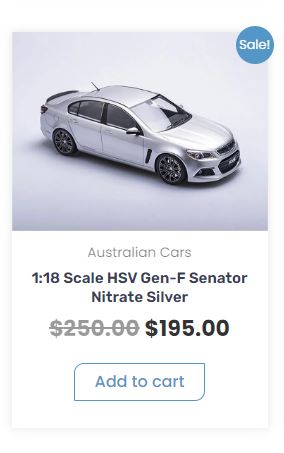 Sale!
Australian Cars
1:18 Scale HSV Gen-F Senator
Nitrate Silver
$250.00 $195.00
Add to cart